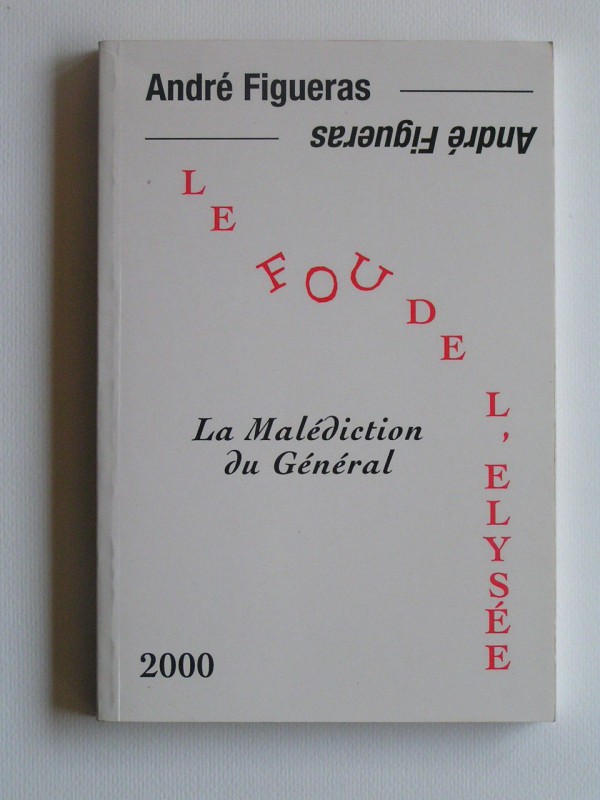 André Figueras
André Figueras
LE
FOU
DE
L'ELYSÉE
La Malédiction
du Général
2000